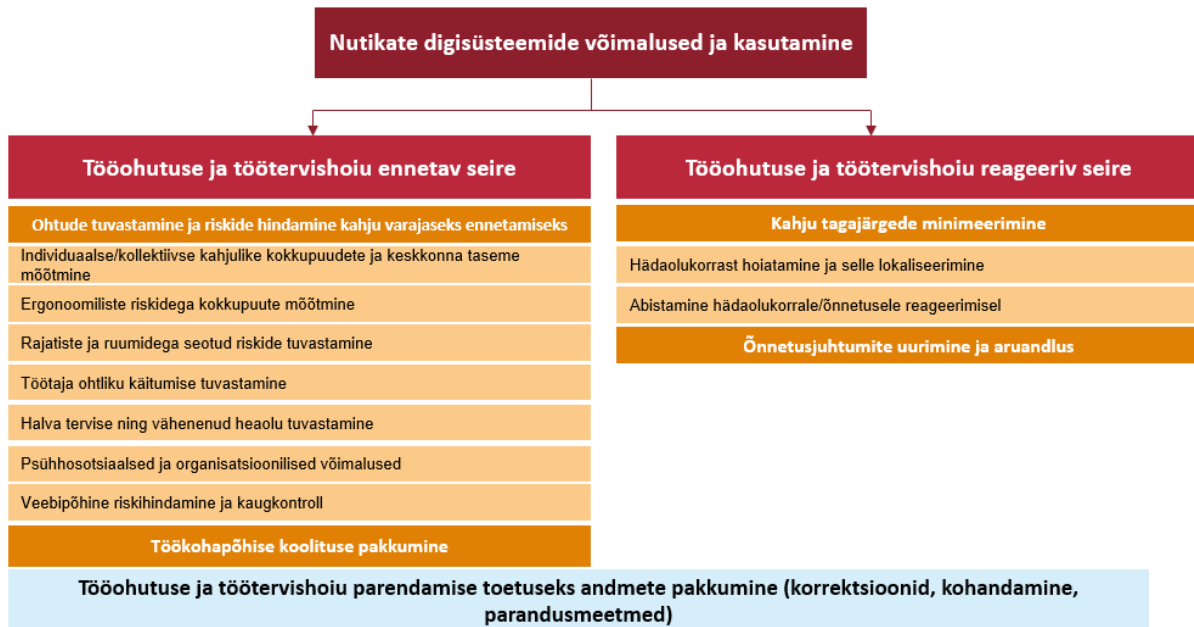 Nutikate digisüsteemide võimalused ja kasutamine
Tööohutuse ja töötervishoiu ennetav seire
Ohtude tuvastamine ja riskide hindamine kahju varajaseks ennetamiseks
Individuaalse/kollektiivse kahjulike kokkupuudete ja keskkonna taseme
mõõtmine
Ergonoomiliste riskidega kokkupuute mõõtmine
Rajatiste ja ruumidega seotud riskide tuvastamine
Töötaja ohtliku käitumise tuvastamine
Halva tervise ning vähenenud heaolu tuvastamine
Psühhosotsiaalsed ja organisatsioonilised võimalused
Veebipõhine riskihindamine ja kaugkontroll
Töökohapõhise koolituse pakkumine
Tööohutuse ja töötervishoiu reageeriv seire
Kahju tagajärgede minimeerimine
Hädaolukorrast hoiatamine ja selle lokaliseerimine
Abistamine hädaolukorrale/õnnetusele reageerimisel
Õnnetusjuhtumite uurimine ja aruandlus
Tööohutuse ja töötervishoiu parendamise toetuseks andmete pakkumine (korrektsioonid, kohandamine,
parandusmeetmed)